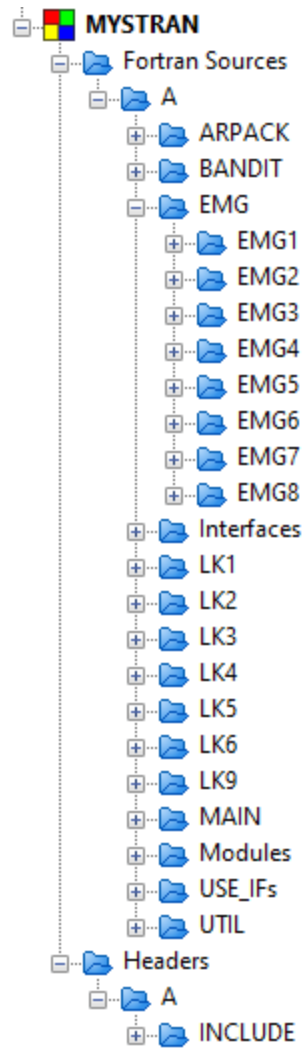 MYSTRAN
Fortran Sources
A
ARPACK
BANDIT
EMG
EMG1
EMG2
EMG3
EMG4
EMG5
EMG6
EMG7
EMG8
Interfaces
LK1
LK2
LK3
LK4
LK5
LK6
LK9
MAIN
Modules
USE_IFs
UTIL
Headers
A
INCLUDE